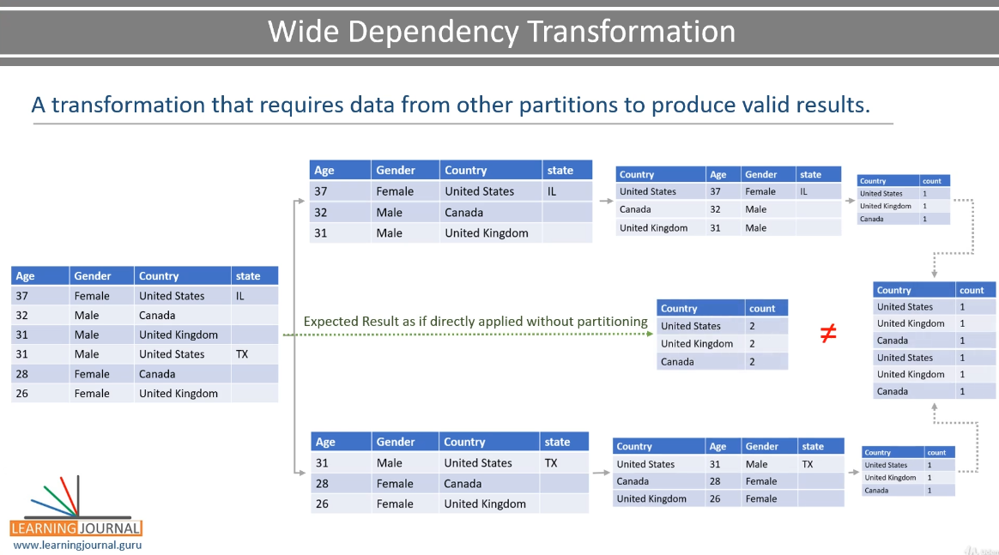 Wide Dependency Transformation
A transformation that requires data from other partitions to produce valid results.
Age Gender Country state
37 Female United States IL
32 Male Canada
31 Male United Kingdom
31 Male United States TX
28 Female Canada
26 Female United Kingdom
Age Gender Country state
37 Female United States IL
32 Male Canada
31 Male United Kingdom
Country Age Gender state
United States 37 Female IL
Canada 32 Male
United Kingdom 31 Male
Country count
United States 1
United Kingdom 1
Canada 1
Expected Result as if directly applied without partitioning
Country count
United States 2
United Kingdom 2
Canada 2
≠
Country count
United States 1
United Kingdom 1
Canada 1
United States 1
United Kingdom 1
Canada 1
Age Gender Country state
31 Male United States TX
28 Female Canada
26 Female United Kingdom
Country Age Gender state
United States 31 Male TX
Canada 28 Female
United Kingdom 26 Female
Country count
United States 1
United Kingdom 1
Canada 1
LEARNING JOURNAL
www.learningjournal.guru